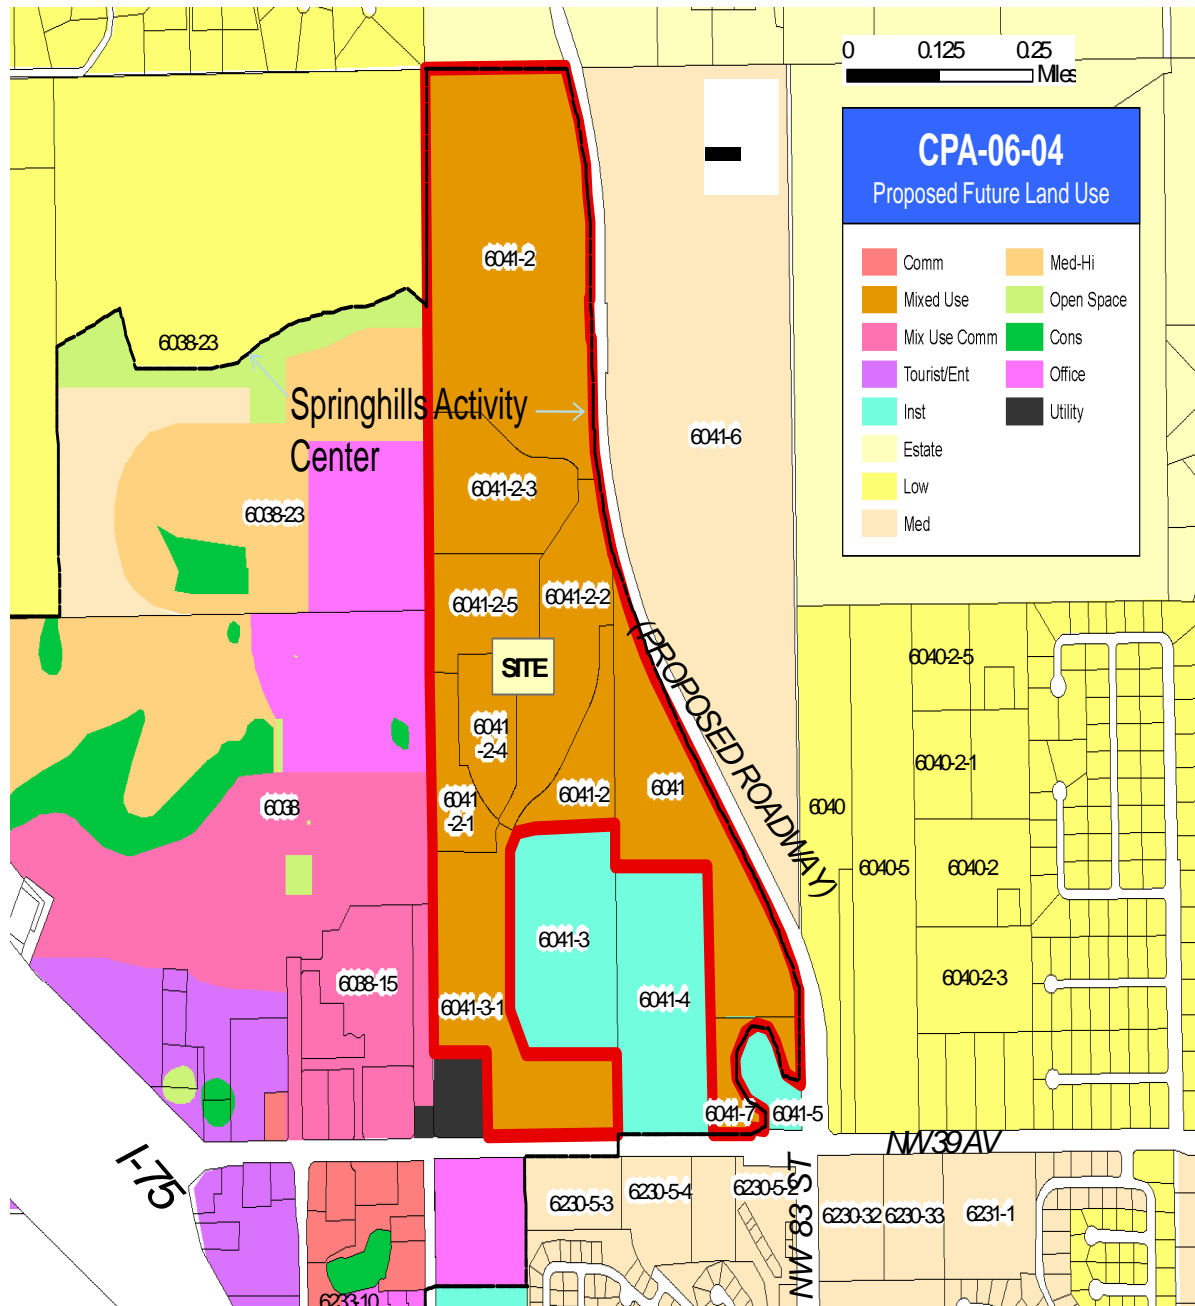 0 0.125 0.25
Miles
CPA-06-04
Proposed Future Land Use
Comm
Mixed Use
Mix Use Comm
Tourist/Ent
Inst
Estate
Low
Med
Med-Hi
Open Space
Cons
Office
Utility
6041-2
6038-23
Springhills Activity
Center
6041-6
6041-2-3
6038-23
6041-2-5
6041-2-2
SITE
(PROPOSED ROADWAY)
6040-2-5
6041
-2-4
6040-2-1
6041
-2-1
6041-2
6041
6038
6040
6040-5
6040-2
6041-3
6038-15
6041-3-1
6041-4
6040-2-3
6041-7
6041-5
NW 39 AV
I-75
NW 83 ST
6230-5-3
6230-5-4
6230-5-2
6230-32
6230-33
6231-1
6233-10